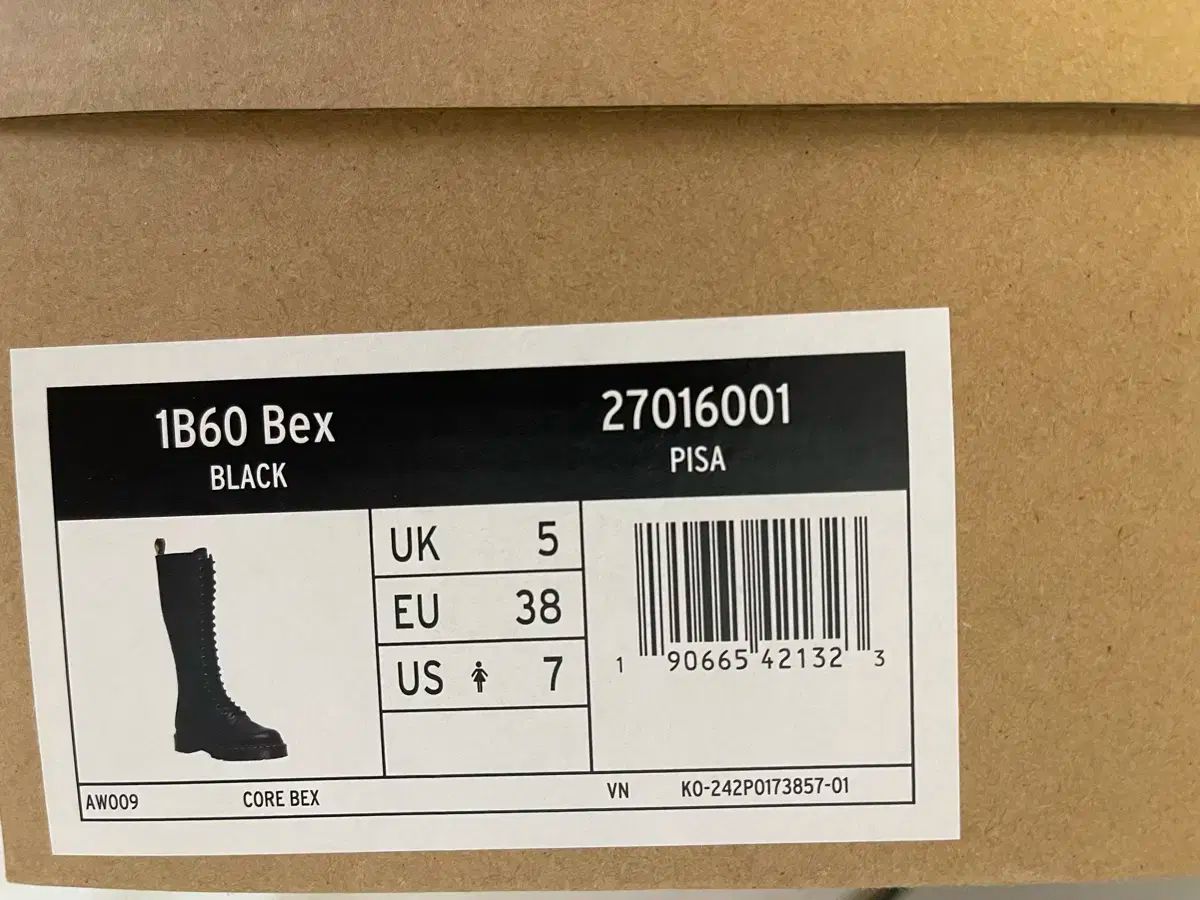 1B60 Bex
BLACK
27016001
PISA
UK 5
EU 38
US 7
1 90665 42132 3
AW009
CORE BEX
VN
K0-242P0173857-01